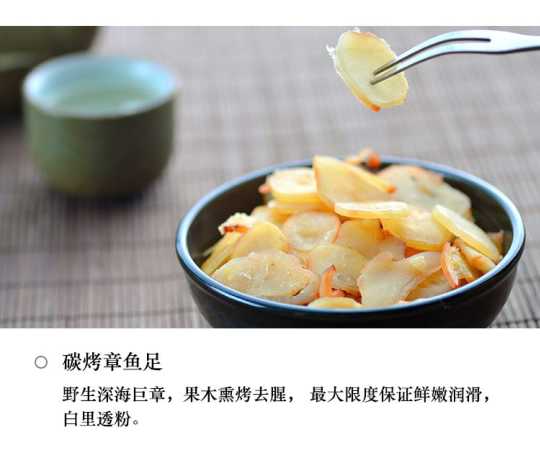 碳烤章鱼足
野生深海巨章，果木熏烤去腥， 最大限度保证鲜嫩润滑，
白里透粉。